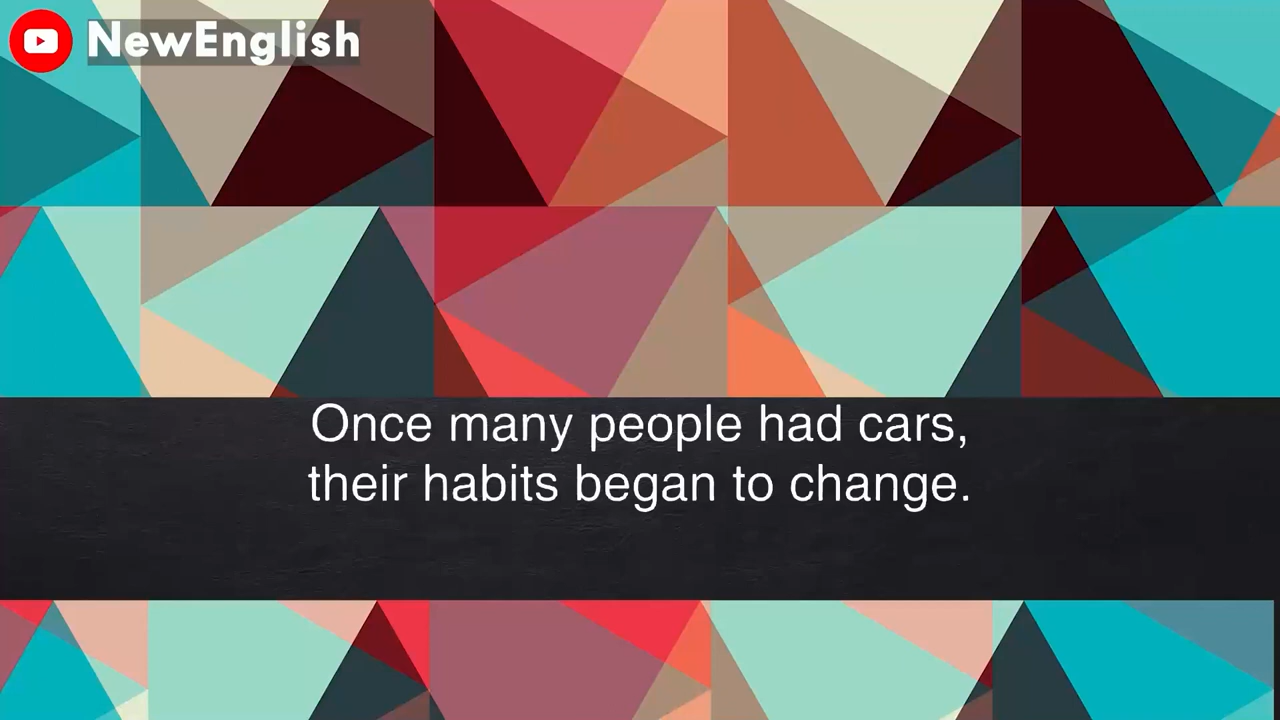 NewEnglish
Once many people had cars,
their habits began to change.